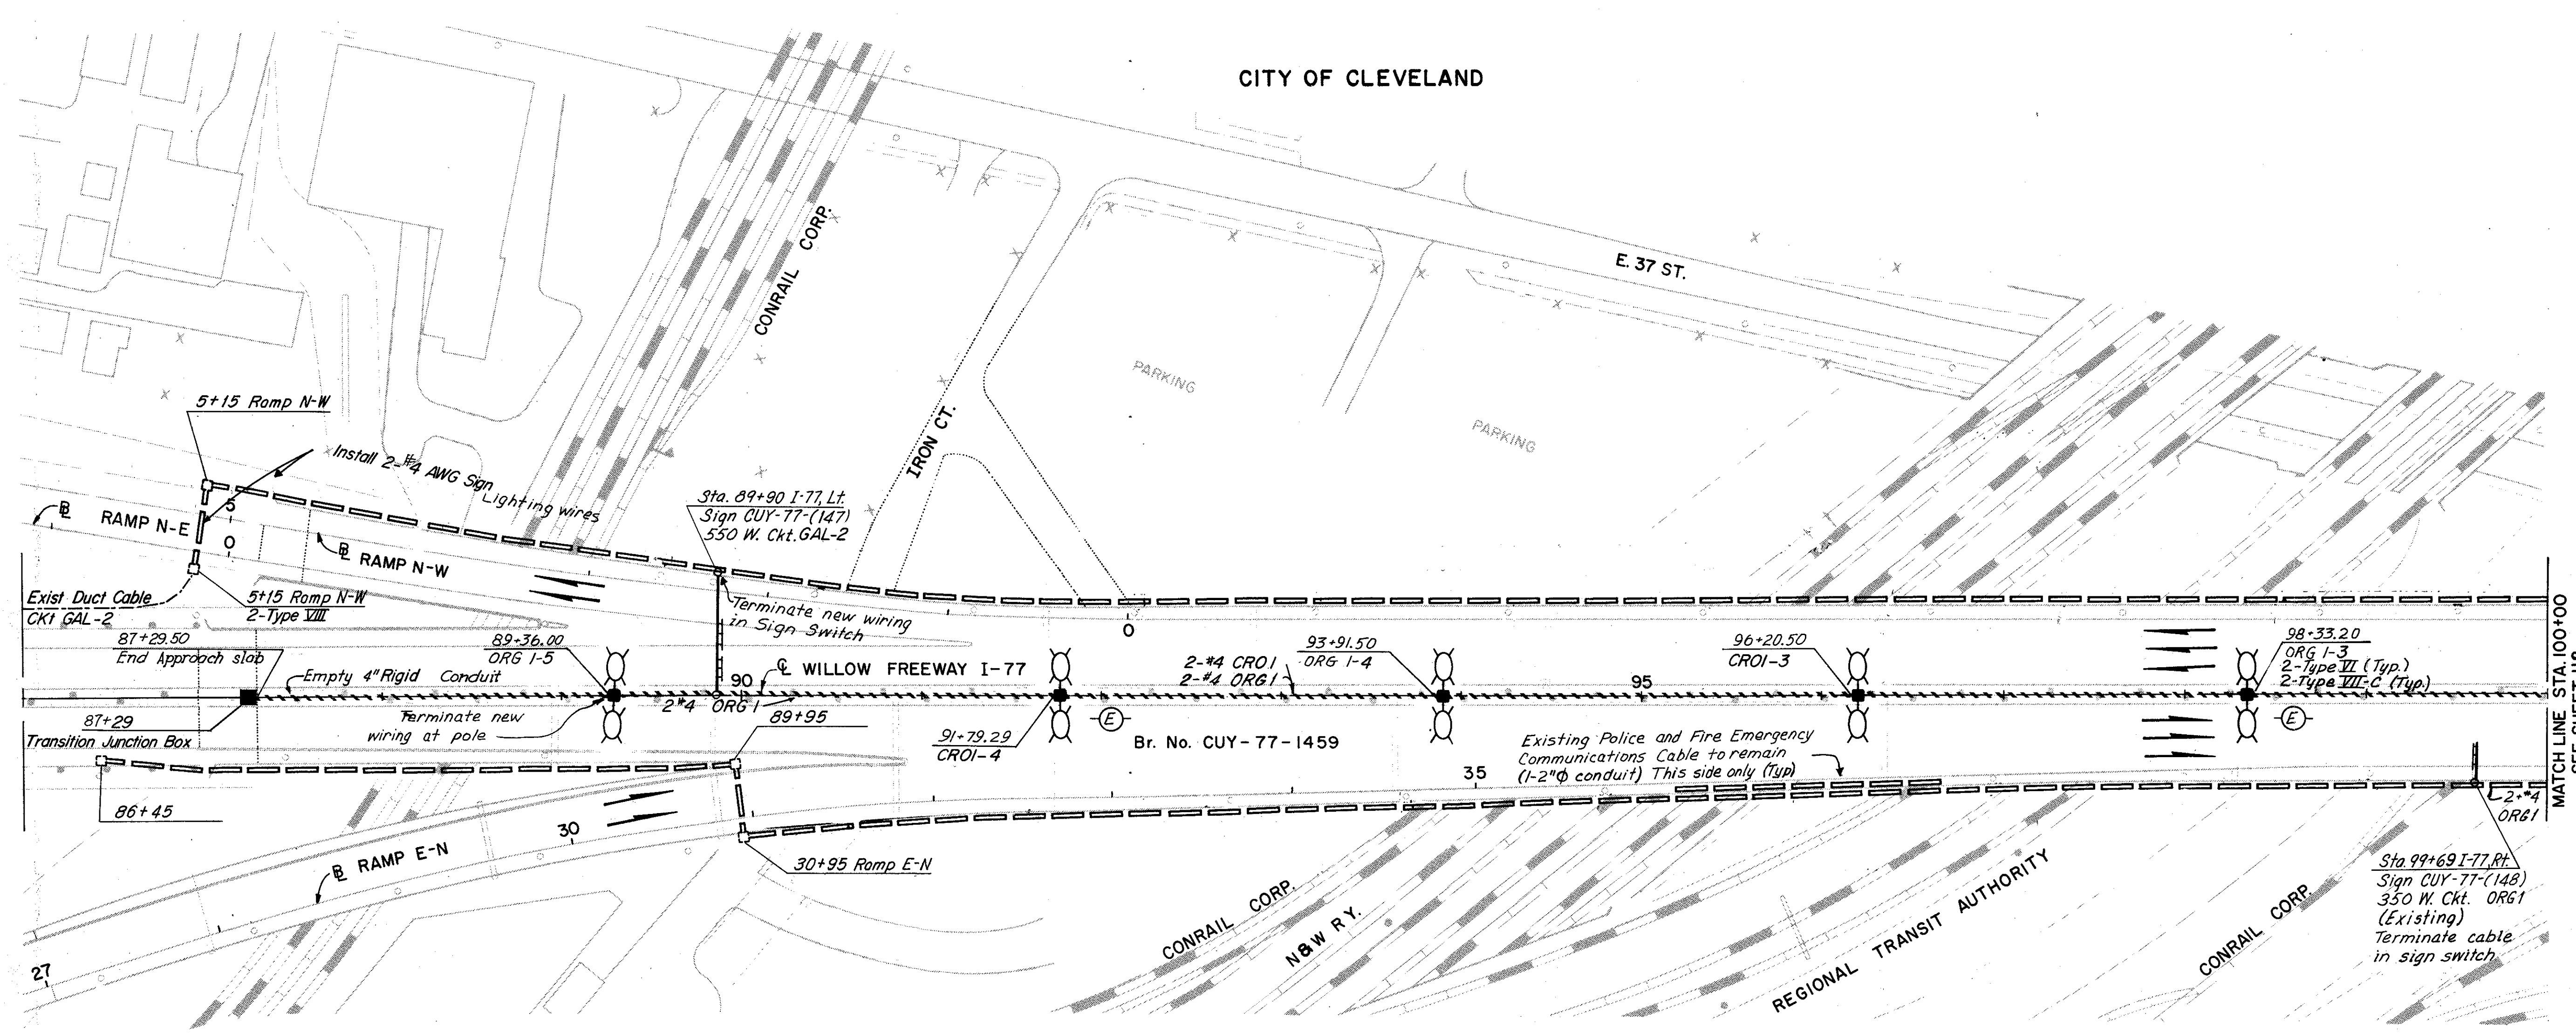 CITY OF CLEVELAND
CONRAIL CORP.
E. 37 ST.
PARKING
PARKING
IRON CT.
5+15 Ramp N-W
Install 2-#4 AWG Sign
Lighting wires
5
0
℄ RAMP N-E
℄ RAMP N-W
Sta. 89+90 I-77, Lt.
Sign CUY-77-(147)
550 W. Ckt. GAL-2
Exist Duct Cable
CKt GAL-2
5+15 Ramp N-W
2-Type VIII
Terminate new wiring
in Sign Switch
87+29.50
End Approach slab
89+36.00
ORG 1-5
Empty 4" Rigid Conduit
90
℄ WILLOW FREEWAY I-77
0
2-#4 CRO1
2-#4 ORG1
93+91.50
ORG 1-4
95
96+20.50
CRO1-3
98+33.20
ORG 1-3
2-Type VI (Typ.)
2-Type VII-C (Typ.)
MATCH LINE STA. 100+00
87+29
Transition Junction Box
Terminate new
wiring at pole
2#4 ORG 1
89+95
91+79.29
CRO1-4
E
Br. No. CUY-77-1459
Existing Police and Fire Emergency
Communications Cable to remain
(1-2"Φ conduit) This side only (Typ)
E
35
86+45
30
℄ RAMP E-N
30+95 Ramp E-N
27
2-#4
ORG1
Sta. 99+69 I-77, Rt.
Sign CUY-77-(148)
350 W. Ckt. ORG1
(Existing)
Terminate cable
in sign switch
CONRAIL CORP.
N&W RY.
REGIONAL TRANSIT AUTHORITY
CONRAIL CORP.